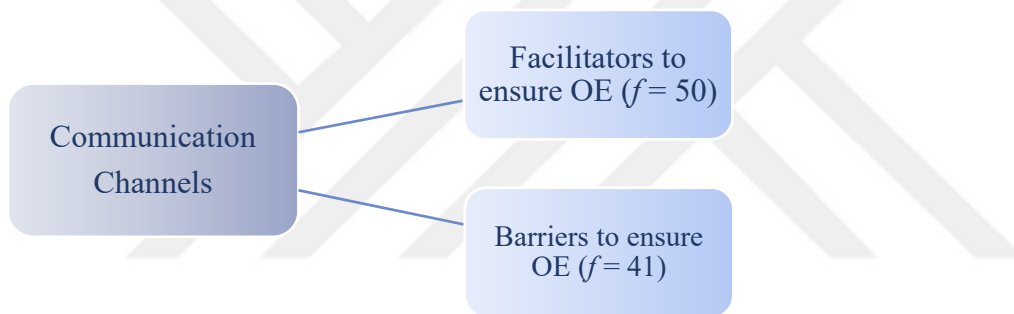 Communication
Channels
Facilitators to
ensure OE (f = 50)
Barriers to ensure
OE (f = 41)